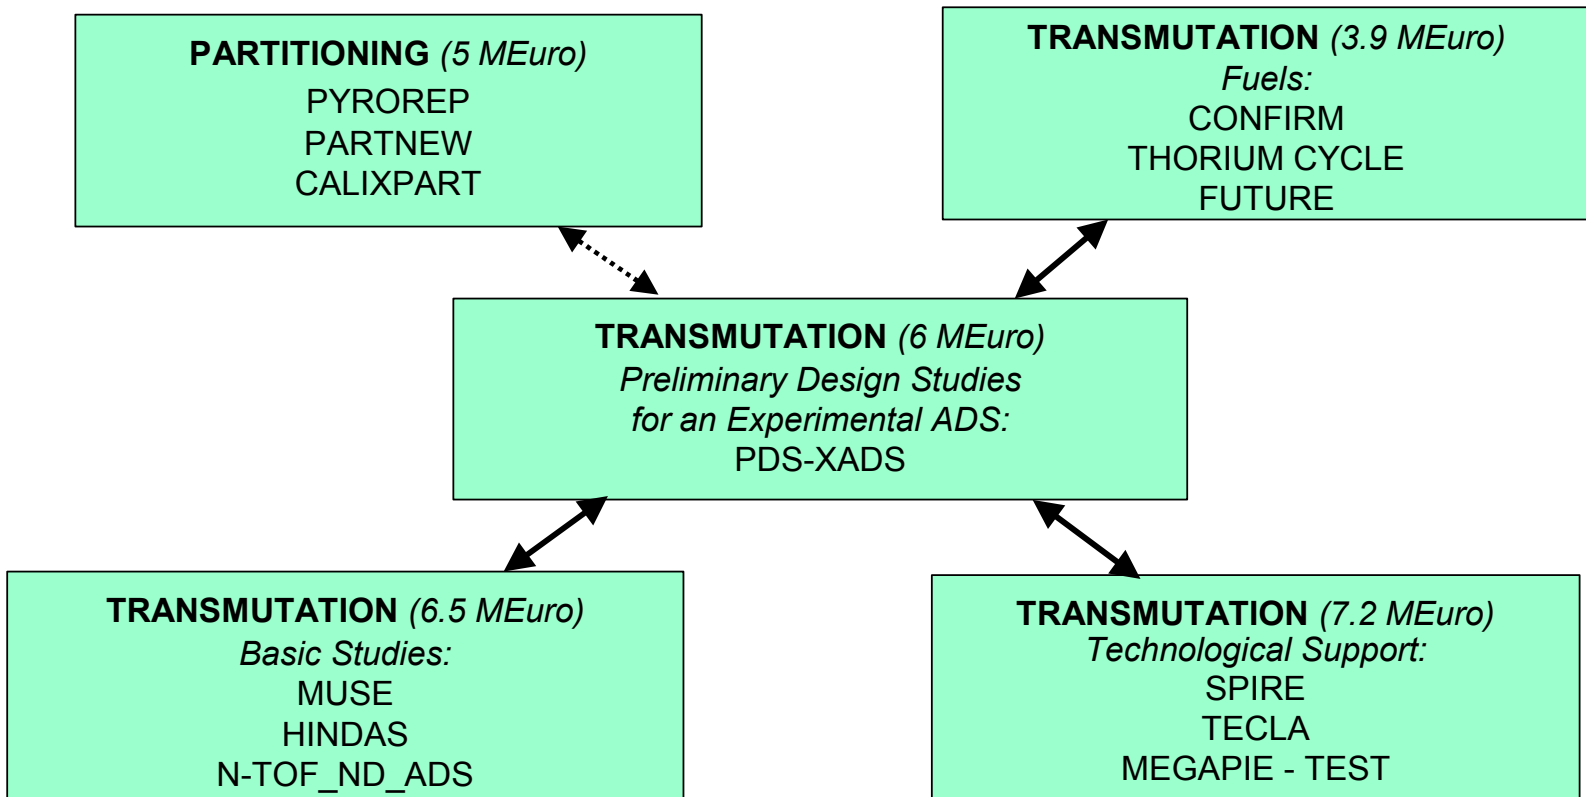 PARTITIONING (5 MEuro)
PYROREP
PARTNEW
CALIXPART
TRANSMUTATION (3.9 MEuro)
Fuels:
CONFIRM
THORIUM CYCLE
FUTURE
TRANSMUTATION (6 MEuro)
Preliminary Design Studies
for an Experimental ADS:
PDS-XADS
TRANSMUTATION (6.5 MEuro)
Basic Studies:
MUSE
HINDAS
N-TOF_ND_ADS
TRANSMUTATION (7.2 MEuro)
Technological Support:
SPIRE
TECLA
MEGAPIE - TEST